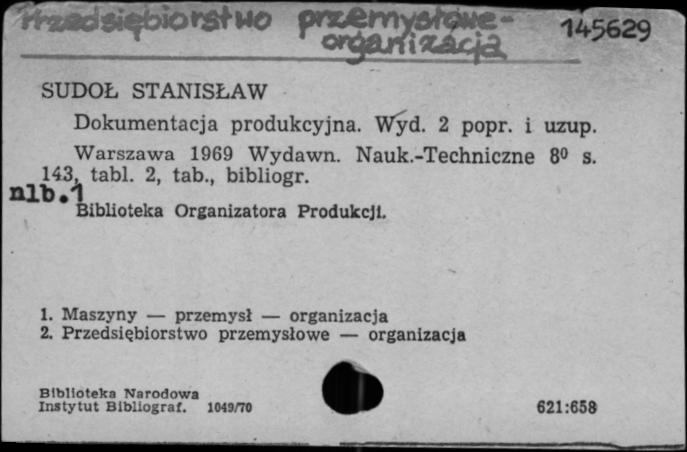 Przedsiębiorstwo przemysłowe- 145629
organizacja
SUDOŁ STANISŁAW
Dokumentacja produkcyjna. Wyd. 2 popr. i uzup.
Warszawa 1969 Wydawn. Nauk.-Techniczne 8⁰ s.
143, tabl. 2, tab., bibliogr.
nlb.1
Biblioteka Organizatora Produkcji.
1. Maszyny — przemysł — organizacja
2. Przedsiębiorstwo przemysłowe — organizacja
Biblioteka Narodowa
Instytut Bibliograf. 1049/70 621:658